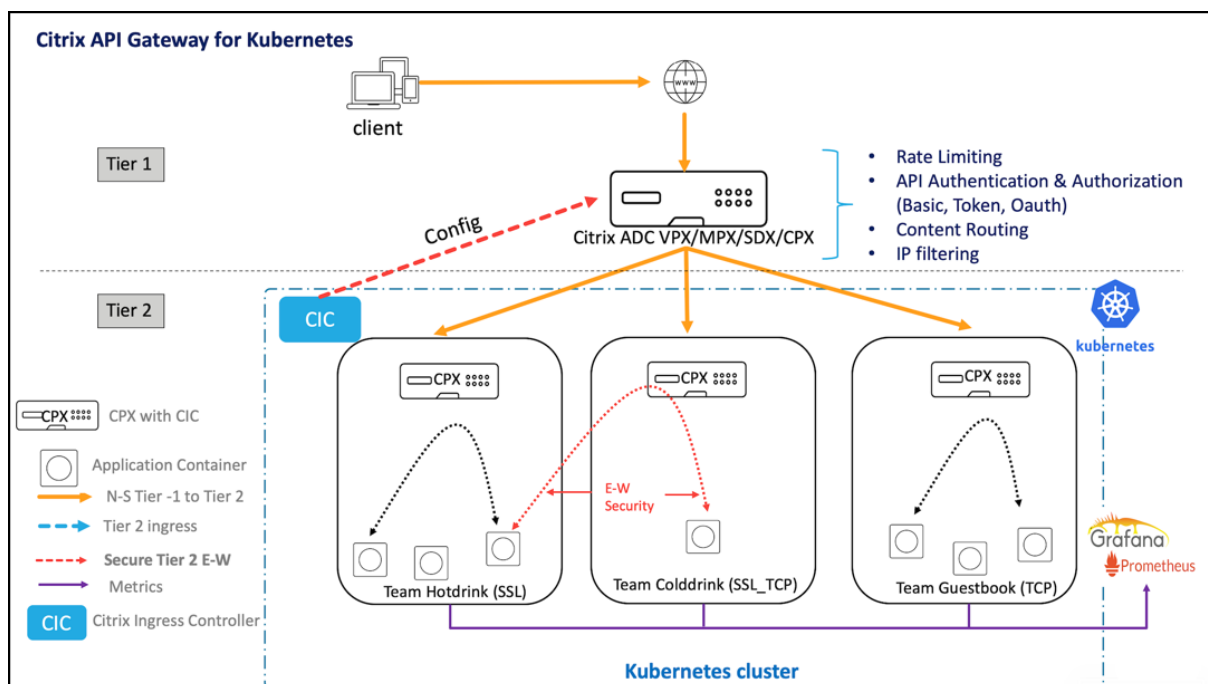 Citrix API Gateway for Kubernetes
www
client
Tier 1
• Rate Limiting
• API Authentication & Authorization
(Basic, Token, Oauth)
• Content Routing
• IP filtering
Config
Citrix ADC VPX/MPX/SDX/CPX
Tier 2
CIC
kubernetes
CPX
CPX
CPX
CPX
CPX with CIC
Application Container
N-S Tier -1 to Tier 2
Tier 2 ingress
Secure Tier 2 E-W
Metrics
CIC
Citrix Ingress Controller
E-W
Security
Team Hotdrink (SSL)
Team Colddrink (SSL_TCP)
Team Guestbook (TCP)
Grafana
Prometheus
Kubernetes cluster